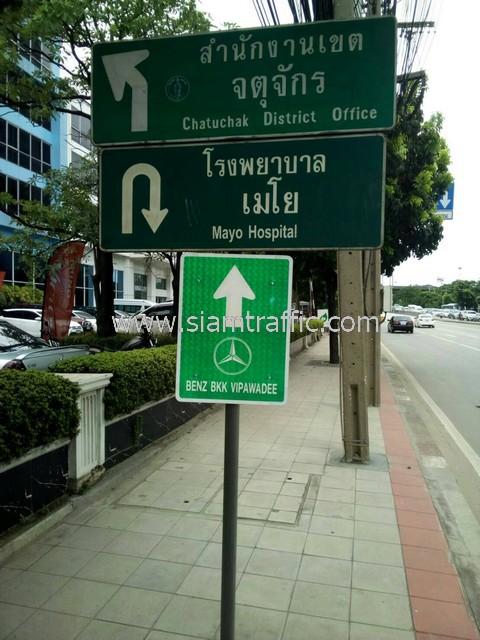 สำนักงานเขต
จตุจักร
Chatuchak District Office
โรงพยาบาล
เมโย
Mayo Hospital
www.siamtraffic.com
BENZ BKK VIPAWADEE